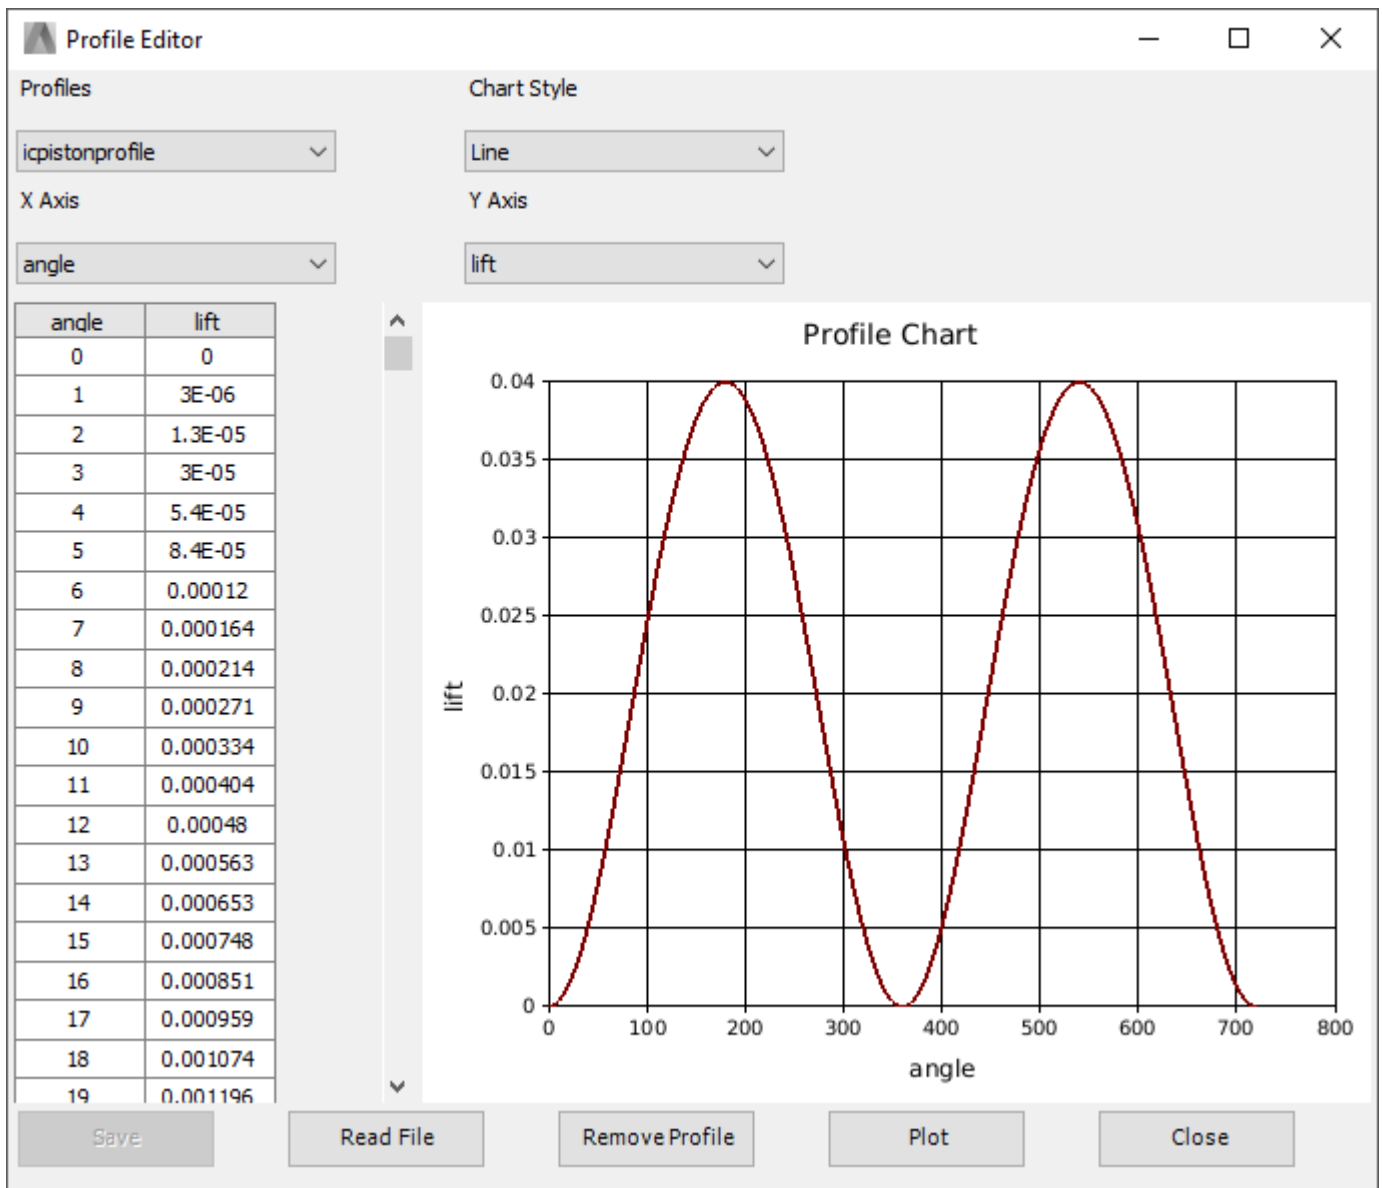 Profile Editor
Profiles
Chart Style
icpistonprofile
Line
X Axis
Y Axis
angle
lift
angle lift
0 0
1 3E-06
2 1.3E-05
3 3E-05
4 5.4E-05
5 8.4E-05
6 0.00012
7 0.000164
8 0.000214
9 0.000271
10 0.000334
11 0.000404
12 0.00048
13 0.000563
14 0.000653
15 0.000748
16 0.000851
17 0.000959
18 0.001074
19 0.001196
Profile Chart
0.04
0.035
0.03
0.025
0.02
0.015
0.01
0.005
0
lift
0 100 200 300 400 500 600 700 800
angle
Save
Read File
Remove Profile
Plot
Close